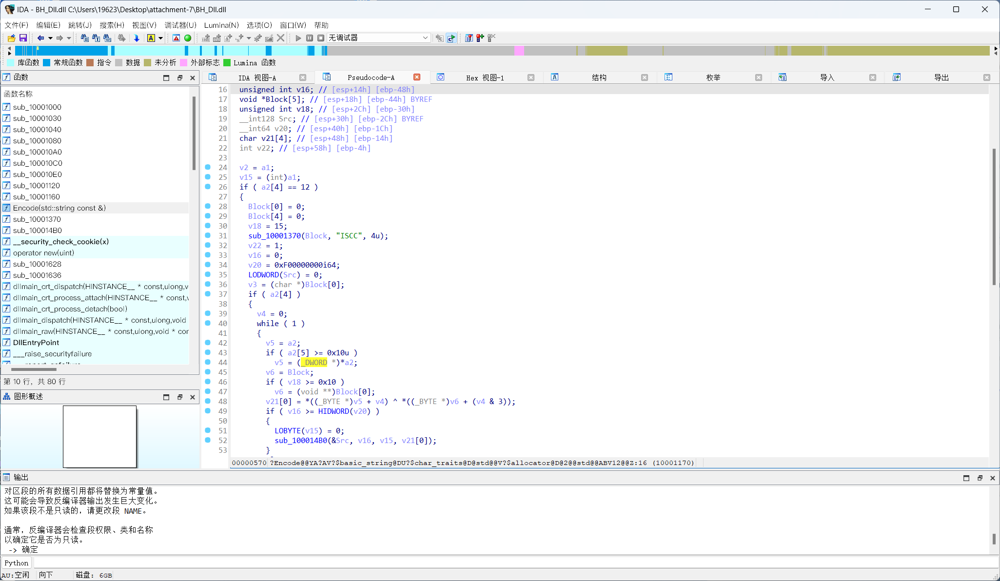 IDA - BH_Dll.dll C:\Users\19623\Desktop\attachment-7\BH_Dll.dll
文件(F) 编辑(E) 跳转(J) 搜索(H) 视图(V) 调试器(U) Lumina(N) 选项(O) 窗口(W) 帮助
无调试器
库函数 常规函数 指令 数据 未分析 外部标志 Lumina 函数
函数
函数名称
sub_10001000
sub_10001030
sub_10001040
sub_10001080
sub_100010A0
sub_100010C0
sub_100010E0
sub_10001120
sub_10001160
Encode(std::string const &)
sub_10001370
sub_100014B0
__security_check_cookie(x)
operator new(uint)
sub_10001628
sub_10001636
dllmain_crt_dispatch(HINSTANCE__ * const,ulong,v
dllmain_crt_process_attach(HINSTANCE__ * const,v
dllmain_crt_process_detach(bool)
dllmain_dispatch(HINSTANCE__ * const,ulong,void
dllmain_raw(HINSTANCE__ * const,ulong,void * cor
DllEntryPoint
___raise_securityfailure
第 10 行, 共 80 行
图形概述
IDA 视图-A Pseudocode-A Hex 视图-1 结构 枚举 导入 导出
16 unsigned int v16; // [esp+14h] [ebp-48h]
17 void *Block[5]; // [esp+18h] [ebp-44h] BYREF
18 unsigned int v18; // [esp+2Ch] [ebp-30h]
19 __int128 Src; // [esp+30h] [ebp-2Ch] BYREF
20 __int64 v20; // [esp+40h] [ebp-1Ch]
21 char v21[4]; // [esp+48h] [ebp-14h]
22 int v22; // [esp+58h] [ebp-4h]
23
24 v2 = a1;
25 v15 = (int)a1;
26 if ( a2[4] == 12 )
27 {
28 Block[0] = 0;
29 Block[4] = 0;
30 v18 = 15;
31 sub_10001370(Block, "ISCC", 4u);
32 v22 = 1;
33 v16 = 0;
34 v20 = 0xF00000000i64;
35 LODWORD(Src) = 0;
36 v3 = (char *)Block[0];
37 if ( a2[4] )
38 {
39 v4 = 0;
40 while ( 1 )
41 {
42 v5 = a2;
43 if ( a2[5] >= 0x10u )
44 v5 = (_DWORD *)*a2;
45 v6 = Block;
46 if ( v18 >= 0x10 )
47 v6 = (void **)Block[0];
48 v21[0] = *((_BYTE *)v5 + v4) ^ *((_BYTE *)v6 + (v4 & 3));
49 if ( v16 >= HIDWORD(v20) )
50 {
51 LOBYTE(v15) = 0;
52 sub_100014B0(&Src, v16, v15, v21[0]);
53 }
00000570 ?Encode@@YA?AV?$basic_string@DU?$char_traits@D@std@@V?$allocator@D@2@@std@@ABV12@@Z:16 (10001170)
输出
对区段的所有数据引用都将替换为常量值。
这可能会导致反编译器输出发生巨大变化。
如果该段不是只读的，请更改段 NAME。
通常，反编译器会检查段权限、类和名称
以确定它是否为只读。
-> 确定
Python
AU:空闲 向下 磁盘: 6GB